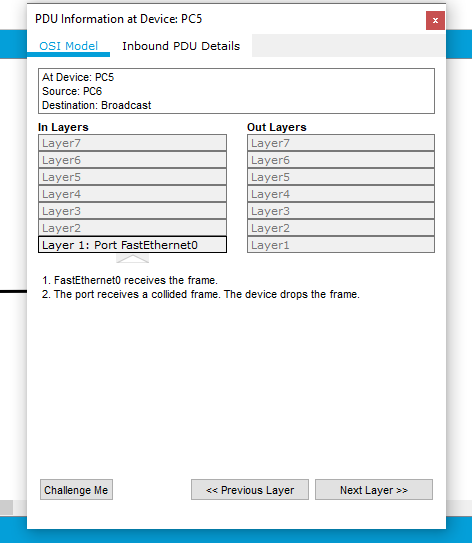 PDU Information at Device: PC5
x
OSI Model Inbound PDU Details
At Device: PC5
Source: PC6
Destination: Broadcast
In Layers Out Layers
Layer7 Layer7
Layer6 Layer6
Layer5 Layer5
Layer4 Layer4
Layer3 Layer3
Layer2 Layer2
Layer 1: Port FastEthernet0 Layer1
1. FastEthernet0 receives the frame.
2. The port receives a collided frame. The device drops the frame.
Challenge Me << Previous Layer Next Layer >>